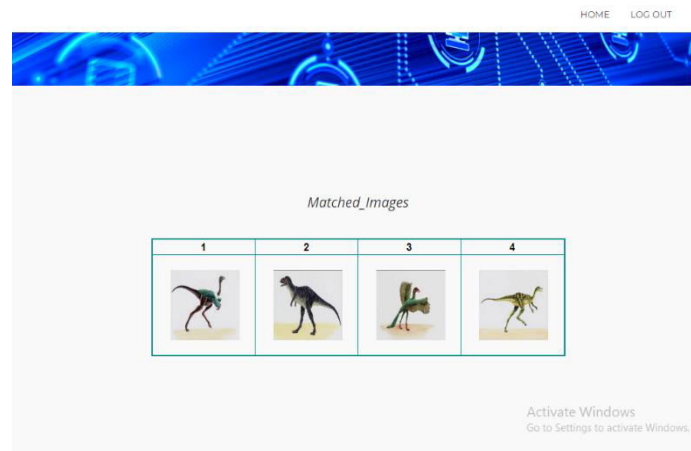 HOME LOG OUT
Matched_Images
1 2 3 4
Activate Windows
Go to Settings to activate Windows.